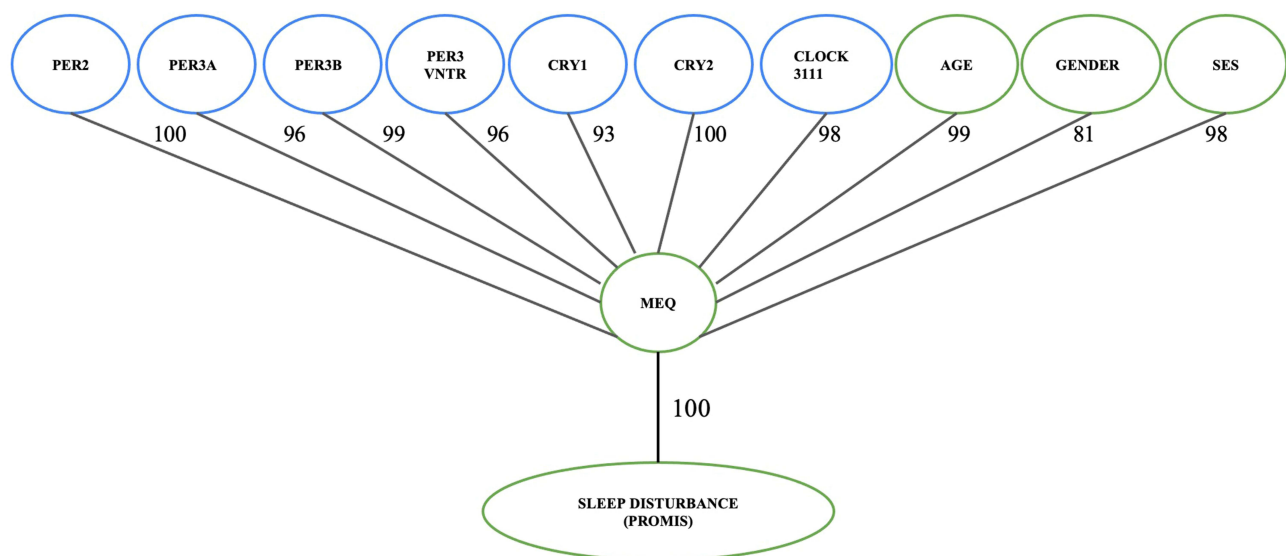 PER2
PER3A
PER3B
PER3
VNTR
CRY1
CRY2
CLOCK
3111
AGE
GENDER
SES
100
96
99
96
93
100
98
99
81
98
MEQ
100
SLEEP DISTURBANCE
(PROMIS)